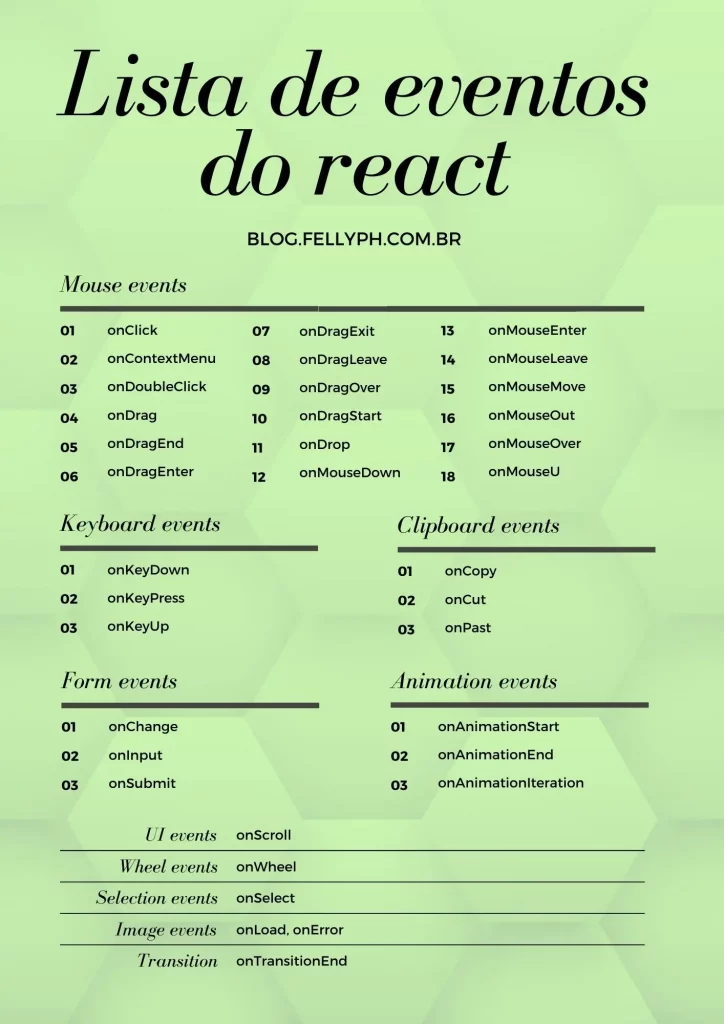 Lista de eventos
do react
BLOG.FELLYPH.COM.BR
Mouse events
01 onClick
02 onContextMenu
03 onDoubleClick
04 onDrag
05 onDragEnd
06 onDragEnter
07 onDragExit
08 onDragLeave
09 onDragOver
10 onDragStart
11 onDrop
12 onMouseDown
13 onMouseEnter
14 onMouseLeave
15 onMouseMove
16 onMouseOut
17 onMouseOver
18 onMouseU
Keyboard events
01 onKeyDown
02 onKeyPress
03 onKeyUp
Clipboard events
01 onCopy
02 onCut
03 onPast
Form events
01 onChange
02 onInput
03 onSubmit
Animation events
01 onAnimationStart
02 onAnimationEnd
03 onAnimationIteration
UI events onScroll
Wheel events onWheel
Selection events onSelect
Image events onLoad, onError
Transition onTransitionEnd